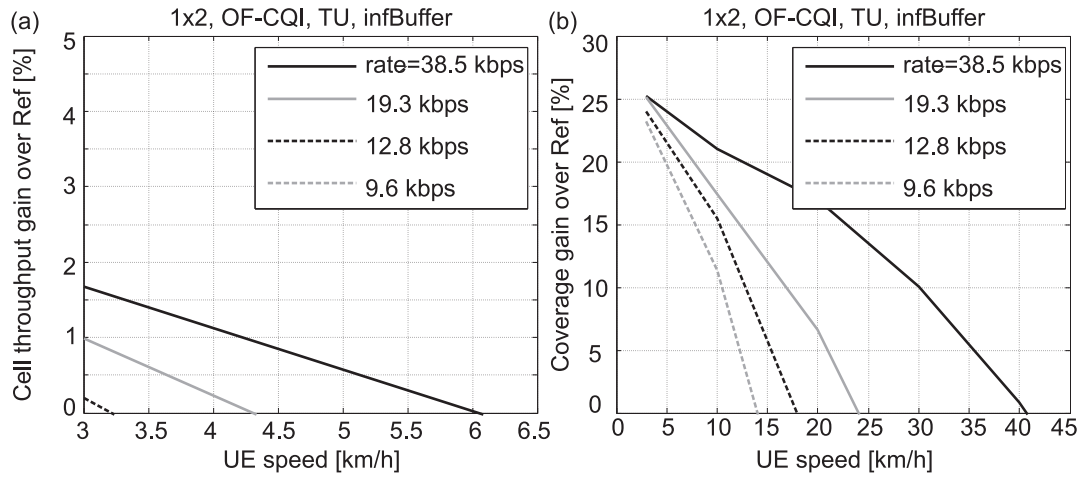 (a)
1x2, OF-CQI, TU, infBuffer
Cell throughput gain over Ref [%]
5
4
3
2
1
0
rate=38.5 kbps
19.3 kbps
12.8 kbps
9.6 kbps
3 3.5 4 4.5 5 5.5 6 6.5
UE speed [km/h]
(b)
1x2, OF-CQI, TU, infBuffer
Coverage gain over Ref [%]
30
25
20
15
10
5
0
rate=38.5 kbps
19.3 kbps
12.8 kbps
9.6 kbps
0 5 10 15 20 25 30 35 40 45
UE speed [km/h]